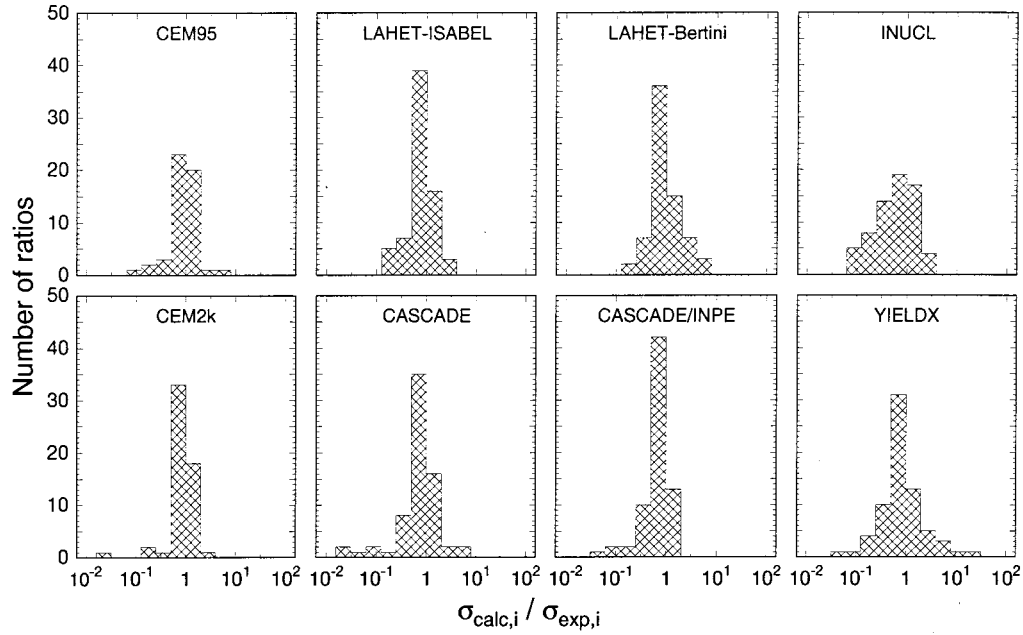 50
40
30
20
10
0
CEM95
LAHET-ISABEL
LAHET-Bertini
INUCL
Number of ratios
50
40
30
20
10
0
CEM2k
CASCADE
CASCADE/INPE
YIELDX
10⁻² 10⁻¹ 1 10¹ 10² 10⁻² 10⁻¹ 1 10¹ 10² 10⁻² 10⁻¹ 1 10¹ 10² 10⁻² 10⁻¹ 1 10¹ 10²
σcalc,i / σexp,i